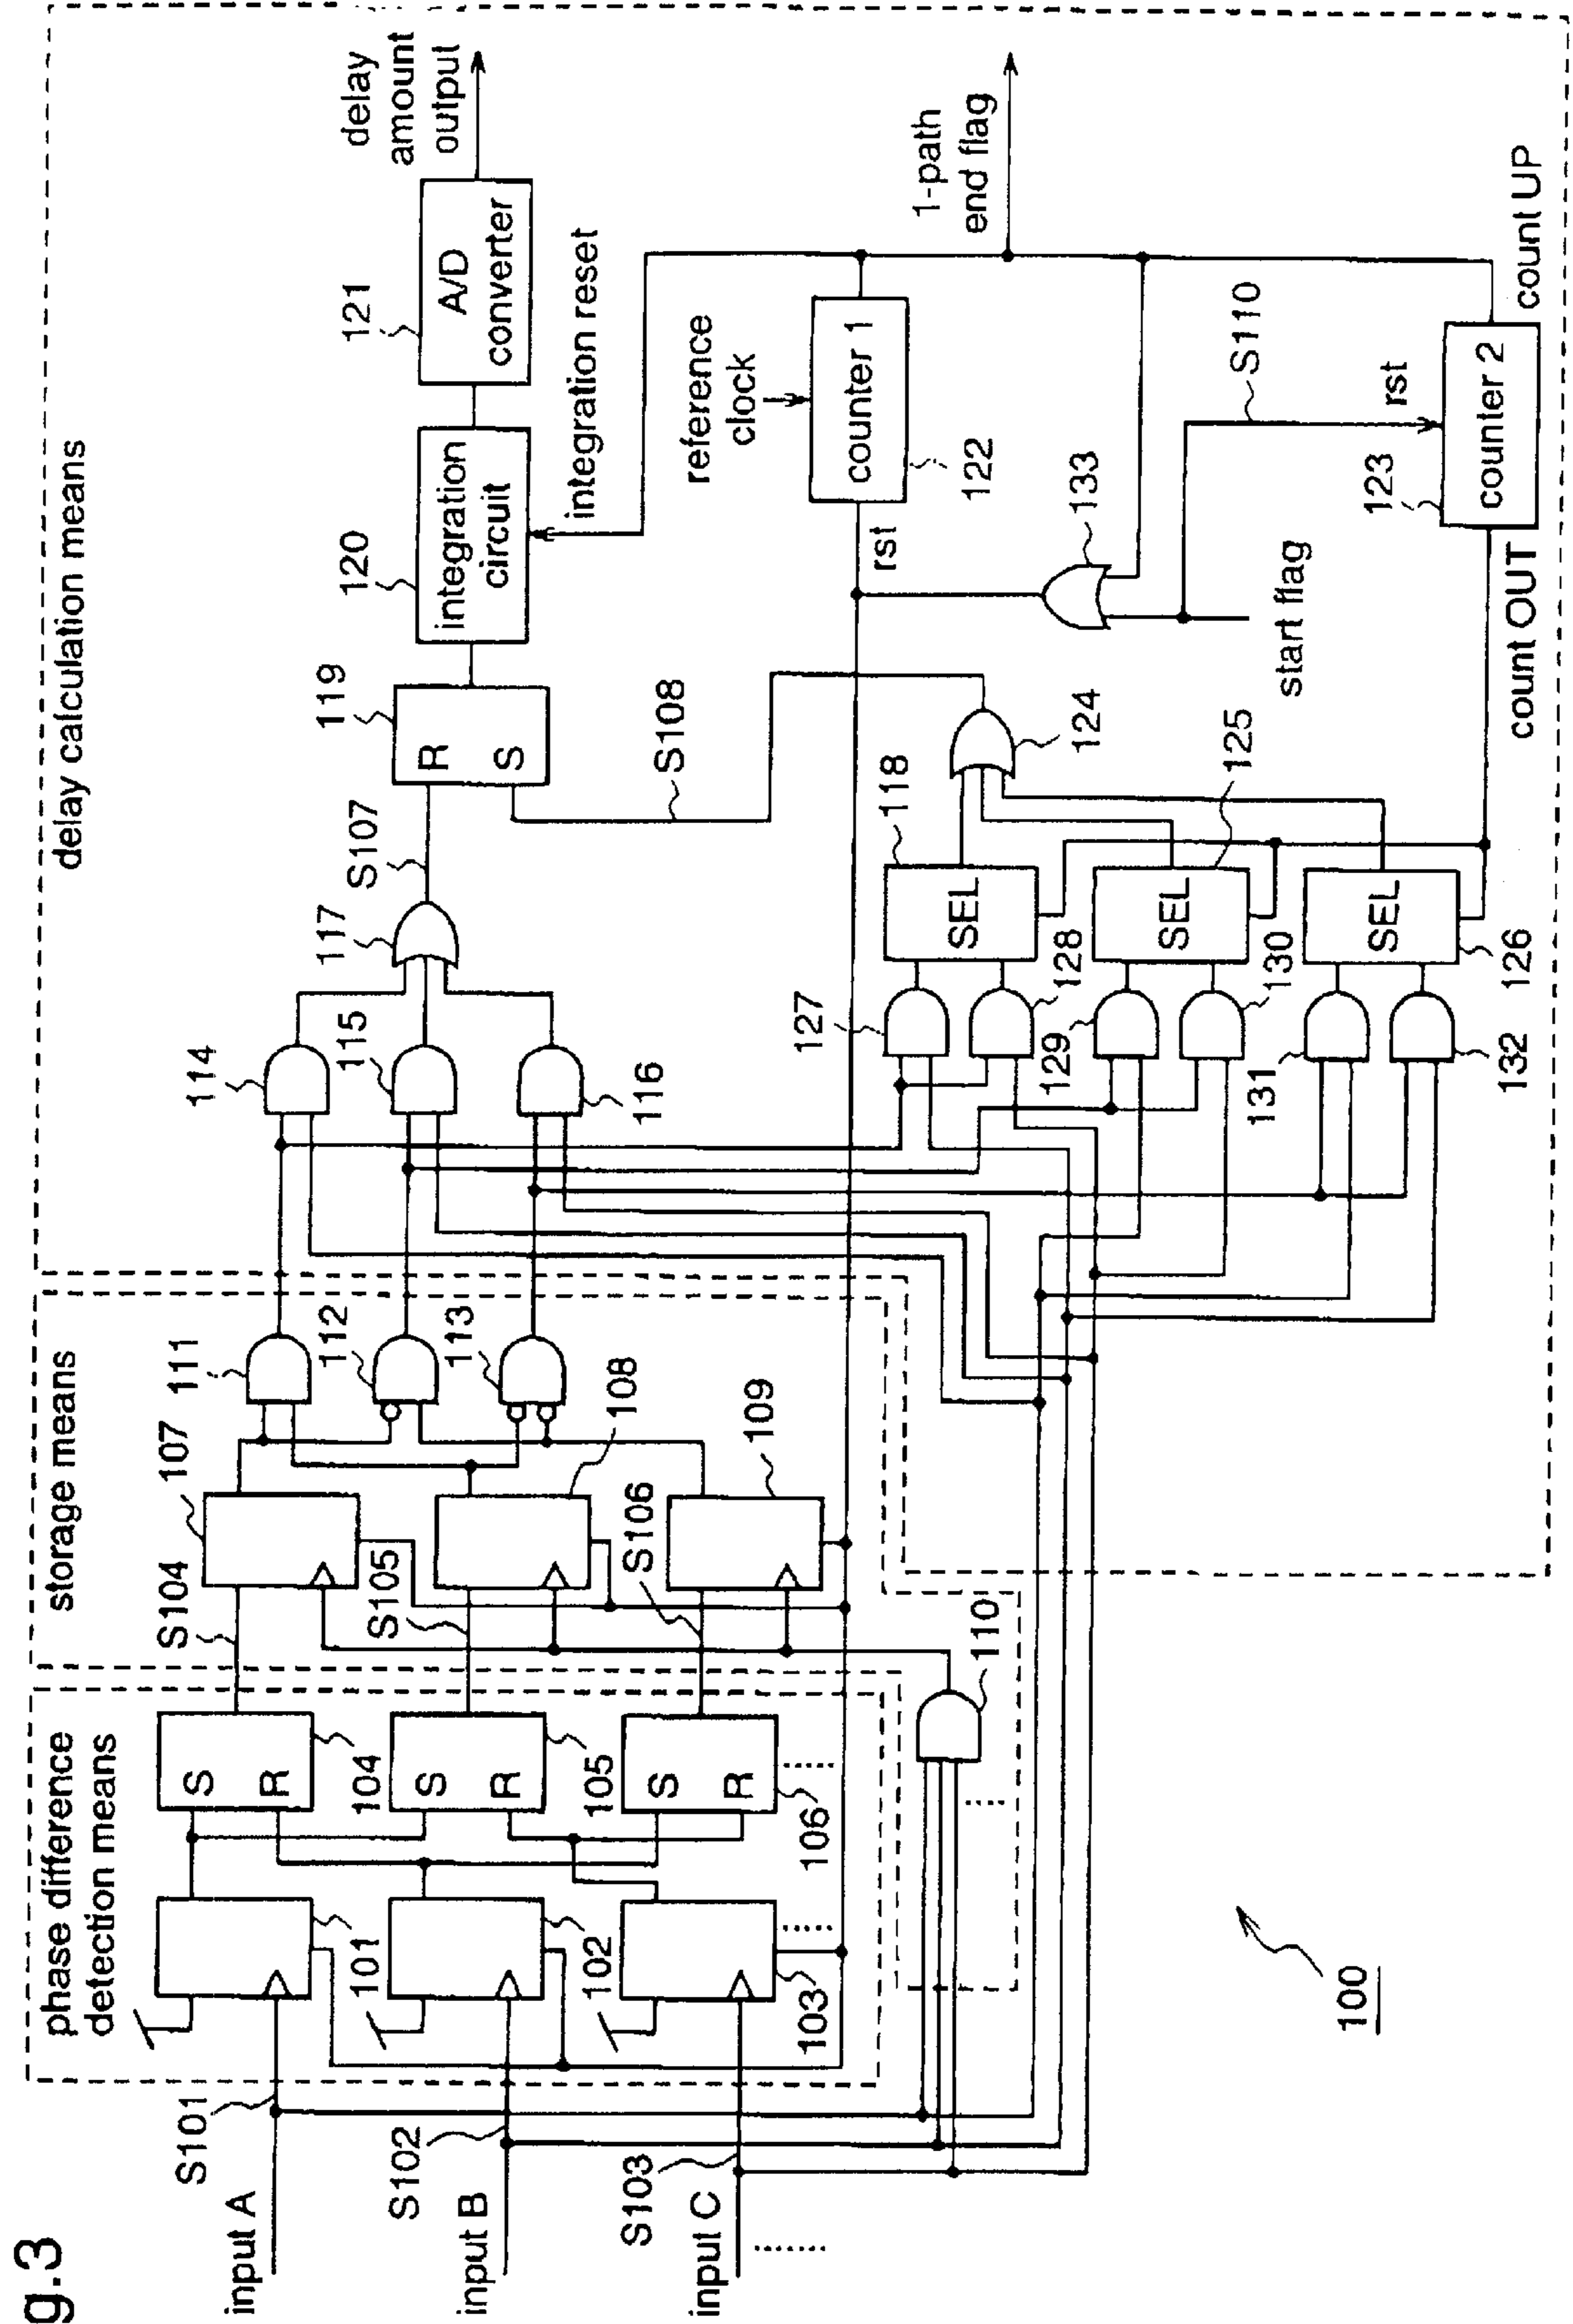 g.3
delay calculation means
storage means
phase difference
detection means
delay
amount
output
121
A/D
converter
120
integration
circuit
integration reset
119
R
S
S107
117
114
115
116
111
112
113
107
108
109
S104
S105
S106
S
R
104
S
R
105
S
R
106
101
102
103
110
S101
input A
S102
input B
S103
input C
1-path
end flag
reference
clock
counter 1
122
rst
133
S110
rst
counter 2
123
count UP
count OUT
start flag
S108
124
118
SEL
125
SEL
SEL
126
127
128
129
130
131
132
100